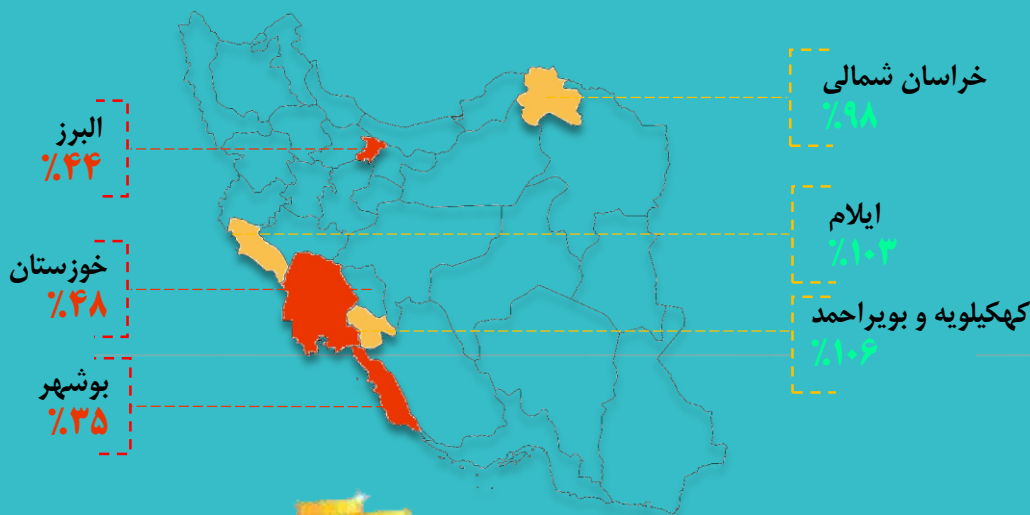 خراسان شمالی
٪۹۸
ایلام
٪۱۰۳
کهکیلویه و بویراحمد
٪۱۰۶
البرز
٪۴۴
خوزستان
٪۴۸
بوشهر
٪۳۵